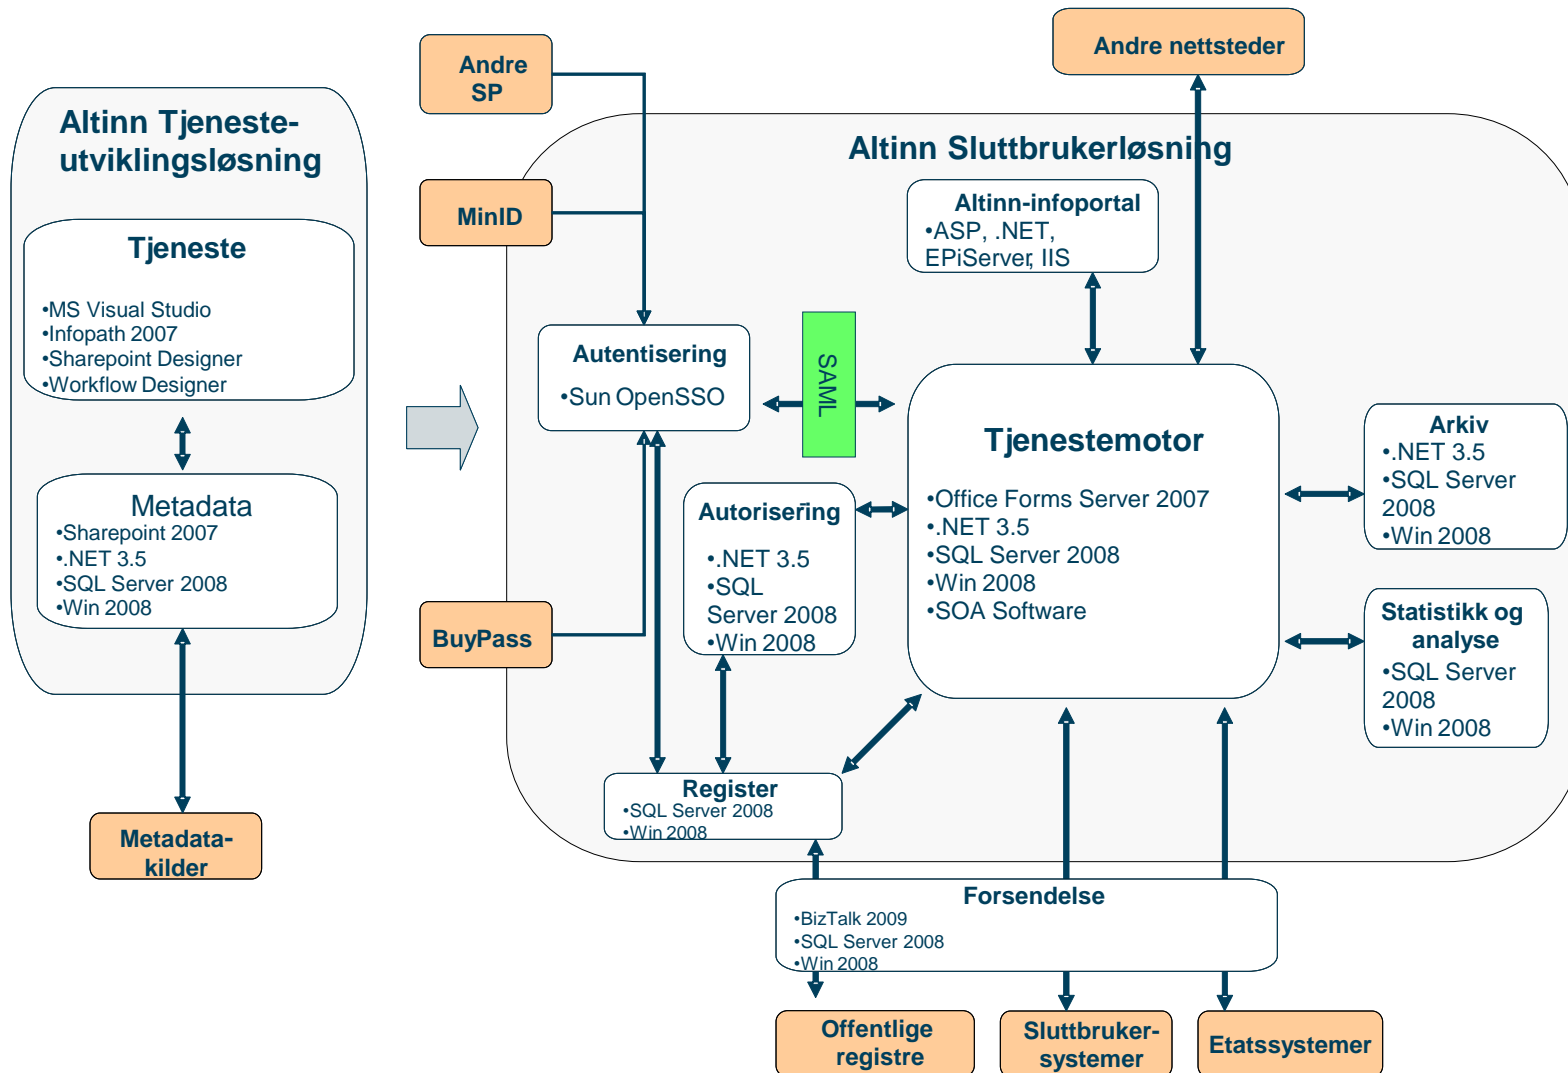 Altinn Tjeneste-
utviklingsløsning
Tjeneste
•MS Visual Studio
•Infopath 2007
•Sharepoint Designer
•Workflow Designer
Metadata
•Sharepoint 2007
•.NET 3.5
•SQL Server 2008
•Win 2008
Metadata-
kilder
Andre
SP
MinID
BuyPass
Andre nettsteder
Altinn Sluttbrukerløsning
Altinn-infoportal
•ASP, .NET,
EPiServer, IIS
Autentisering
•Sun OpenSSO
SAML
Tjenestemotor
•Office Forms Server 2007
•.NET 3.5
•SQL Server 2008
•Win 2008
•SOA Software
Autorisering
•.NET 3.5
•SQL
Server 2008
•Win 2008
Arkiv
•.NET 3.5
•SQL Server
2008
•Win 2008
Statistikk og
analyse
•SQL Server
2008
•Win 2008
Register
•SQL Server 2008
•Win 2008
Forsendelse
•BizTalk 2009
•SQL Server 2008
•Win 2008
Offentlige
registre
Sluttbruker-
systemer
Etatssystemer